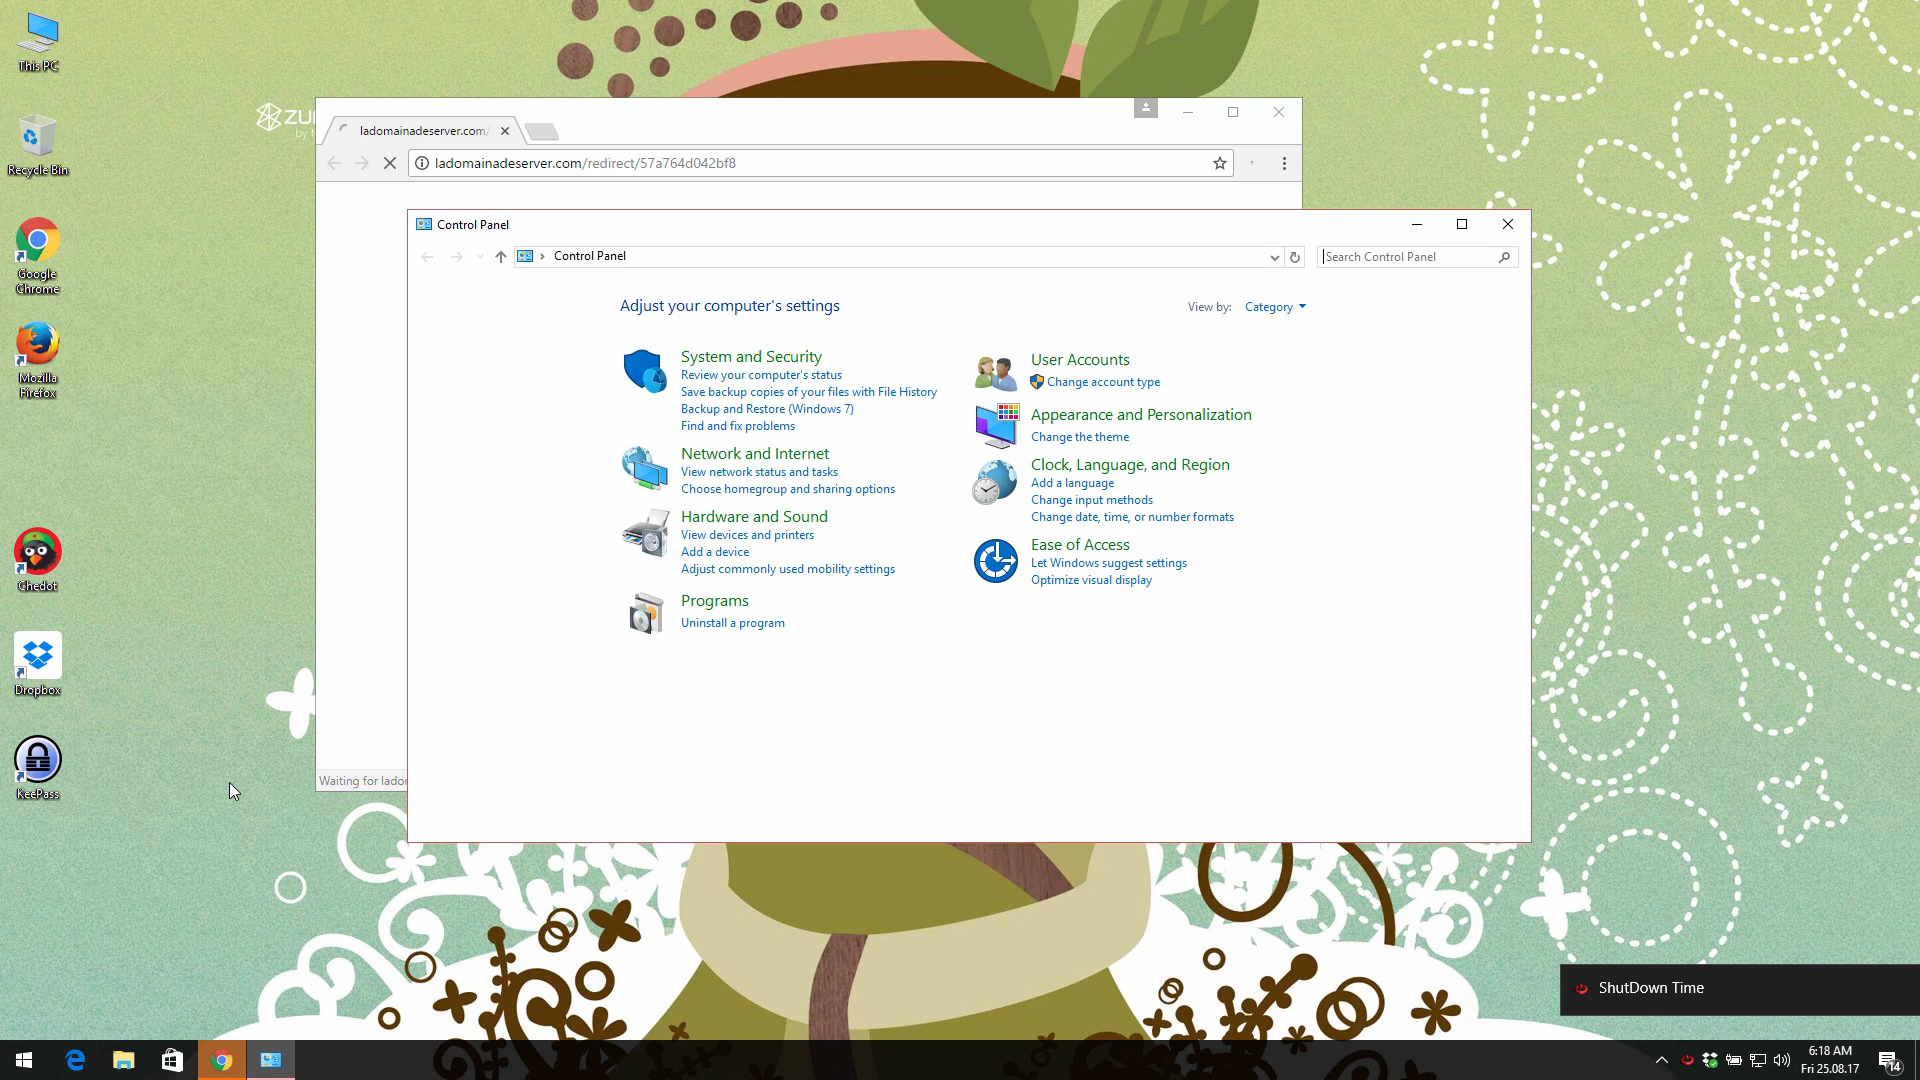 This PC
Recycle Bin
Google
Chrome
Mozilla
Firefox
Chedot
Dropbox
KeePass
ladomainadeserver.com/
ladomainadeserver.com/redirect/57a764d042bf8
Control Panel
Control Panel
Search Control Panel
Adjust your computer's settings
View by: Category
System and Security
Review your computer's status
Save backup copies of your files with File History
Backup and Restore (Windows 7)
Find and fix problems
Network and Internet
View network status and tasks
Choose homegroup and sharing options
Hardware and Sound
View devices and printers
Add a device
Adjust commonly used mobility settings
Programs
Uninstall a program
User Accounts
Change account type
Appearance and Personalization
Change the theme
Clock, Language, and Region
Add a language
Change input methods
Change date, time, or number formats
Ease of Access
Let Windows suggest settings
Optimize visual display
Waiting for
ShutDown Time
6:18 AM
Fri 25.08.17
14